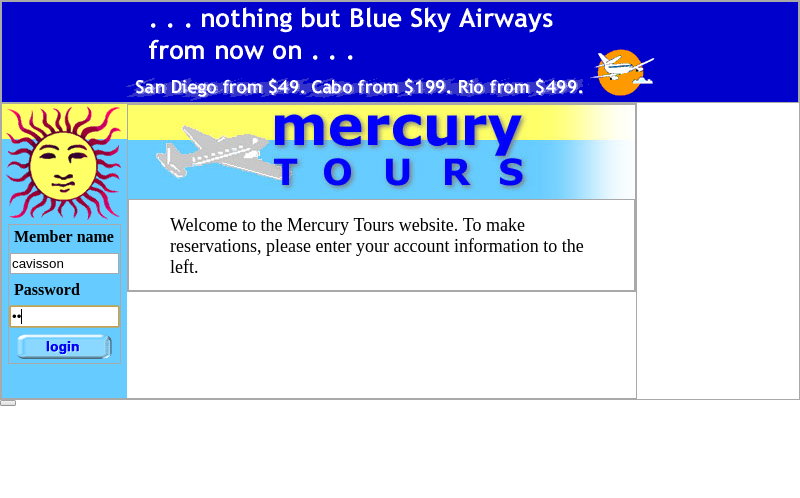 . . . nothing but Blue Sky Airways
from now on . . .
San Diego from $49. Cabo from $199. Rio from $499.
mercury
TOURS
Member name
cavisson
Password
••
login
Welcome to the Mercury Tours website. To make
reservations, please enter your account information to the
left.